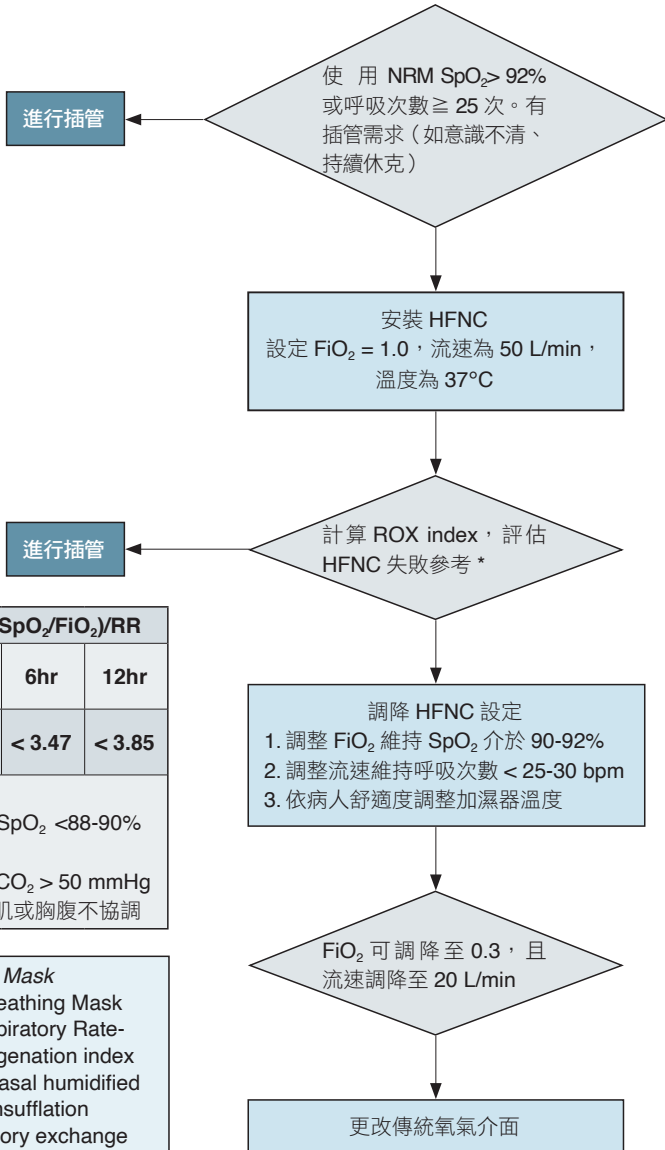 使 用 NRM SpO₂> 92%
或呼吸次數≧ 25 次。有
插管需求(如意識不清、
持續休克)
進行插管
安裝 HFNC
設定 FiO₂ = 1.0,流速為 50 L/min,
溫度為 37°C
計算 ROX index,評估
HFNC 失敗參考 *
進行插管
SpO₂/FiO₂)/RR
6hr 12hr
< 3.47 < 3.85
SpO₂ <88-90%
CO₂ > 50 mmHg
肌或胸腹不協調
調降 HFNC 設定
1. 調整 FiO₂ 維持 SpO₂ 介於 90-92%
2. 調整流速維持呼吸次數 < 25-30 bpm
3. 依病人舒適度調整加濕器溫度
FiO₂ 可調降至 0.3,且
流速調降至 20 L/min
Mask
eathing Mask
piratory Rate-
genation index
asal humidified
nsufflation
ory exchange
更改傳統氧氣介面